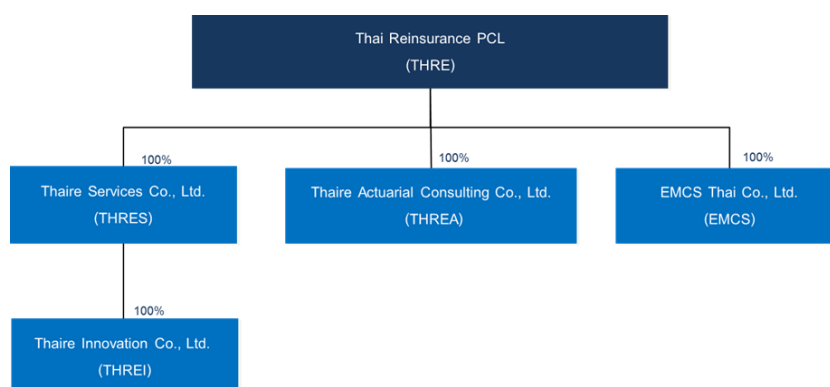 Thai Reinsurance PCL
(THRE)
100%
100%
100%
Thaire Services Co., Ltd.
(THRES)
Thaire Actuarial Consulting Co., Ltd.
(THREA)
EMCS Thai Co., Ltd.
(EMCS)
100%
Thaire Innovation Co., Ltd.
(THREI)